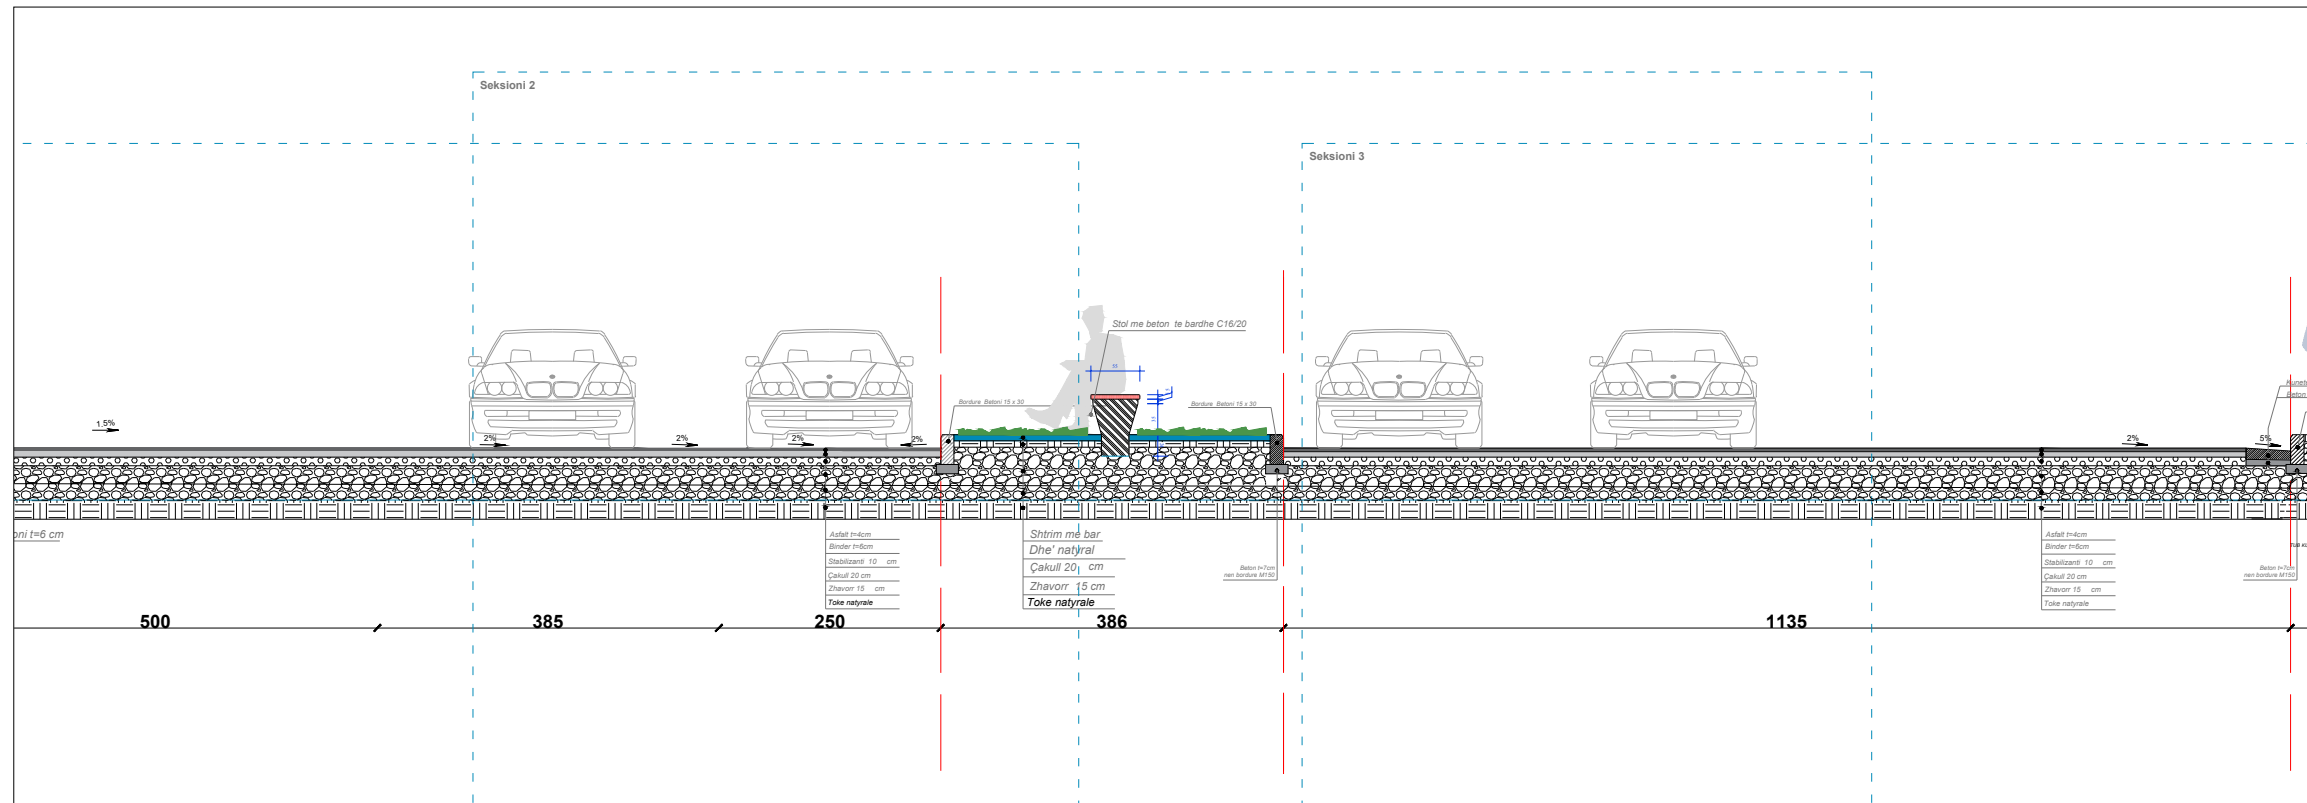 Seksioni 2
Seksioni 3
Stol me beton te bardhe C16/20
55
Bordure Betoni 15 x 30
Bordure Betoni 15 x 30
1.5%
2%
2%
2%
2%
2%
5%
oni t=6 cm
Asfalt t=4cm
Binder t=6cm
Stabilizanti 10 cm
Çakull 20 cm
Zhavorr 15 cm
Toke natyrale
Shtrim me bar
Dhe' natyral
Çakull 20 cm
Zhavorr 15 cm
Toke natyrale
Beton t=7cm
nen bordure M150
Asfalt t=4cm
Binder t=6cm
Stabilizanti 10 cm
Çakull 20 cm
Zhavorr 15 cm
Toke natyrale
Beton t=7cm
nen bordure M150
500
385
250
386
1135